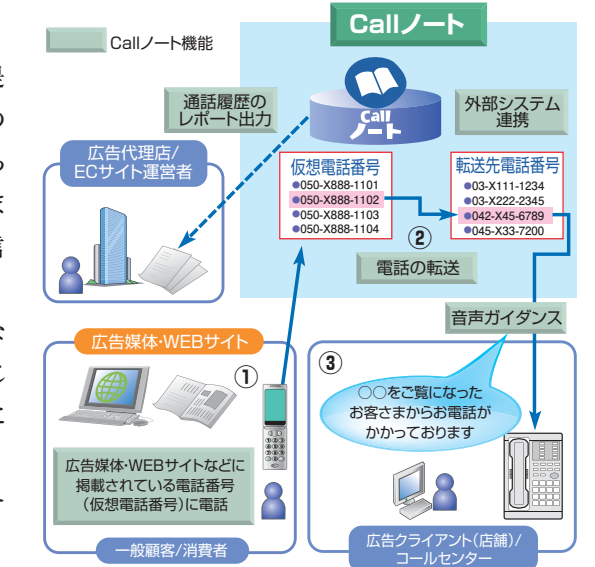 Callノート
Callノート機能
Call
ノート
通話履歴の
レポート出力
外部システム
連携
広告代理店/
ECサイト運営者
仮想電話番号
●050-X888-1101
●050-X888-1102
●050-X888-1103
●050-X888-1104
転送先電話番号
●03-X111-1234
●03-X222-2345
●042-X45-6789
●045-X33-7200
②
電話の転送
音声ガイダンス
広告媒体・WEBサイト
①
広告媒体・WEBサイトなどに
掲載されている電話番号
(仮想電話番号)に電話
一般顧客/消費者
③
○○をご覧になった
お客さまからお電話が
かかっております
広告クライアント(店舗)/
コールセンター